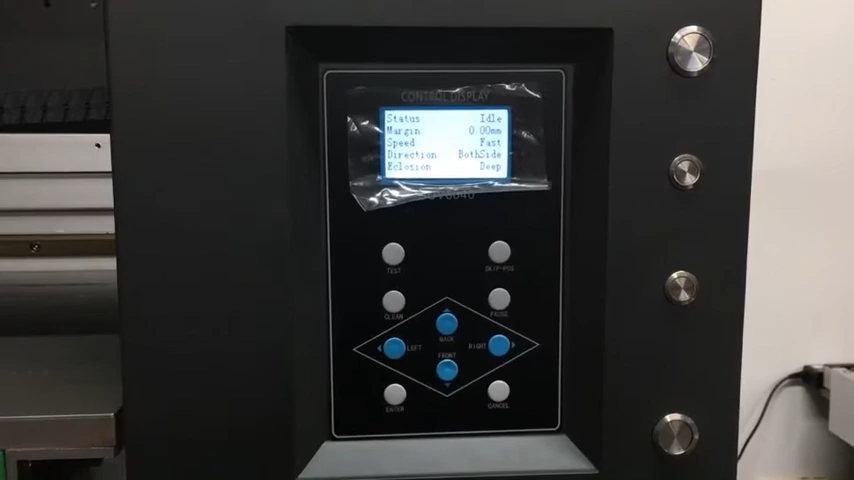 CONTROL DISPLAY
Status Idle
Margin 0.00mm
Speed Fast
Direction BothSide
Eclosion Deep
TEST SKIP-POS
CLEAN PAUSE
BACK
LEFT RIGHT
FRONT
ENTER CANCEL